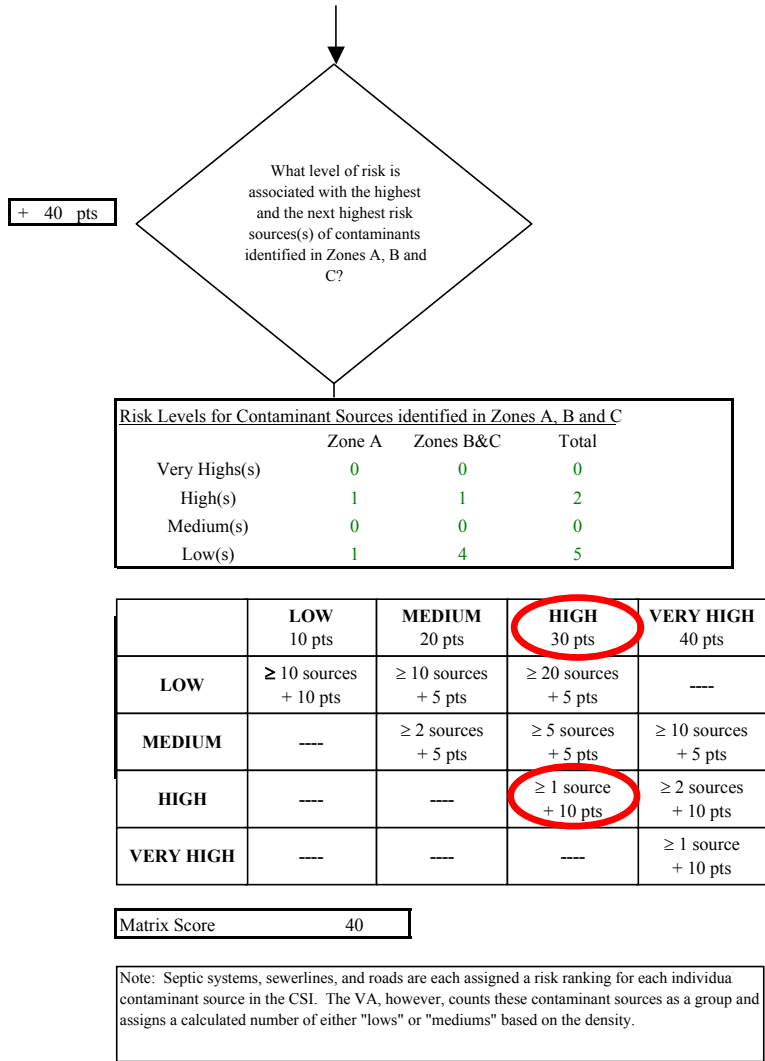 What level of risk is
associated with the highest
and the next highest risk
sources(s) of contaminants
identified in Zones A, B and
C?
+ 40 pts
Risk Levels for Contaminant Sources identified in Zones A, B and C
Zone A Zones B&C Total
Very Highs(s) 0 0 0
High(s) 1 1 2
Medium(s) 0 0 0
Low(s) 1 4 5
LOW MEDIUM HIGH VERY HIGH
10 pts 20 pts 30 pts 40 pts
LOW ≥ 10 sources ≥ 10 sources ≥ 20 sources ----
+ 10 pts + 5 pts + 5 pts
MEDIUM ---- ≥ 2 sources ≥ 5 sources ≥ 10 sources
+ 5 pts + 5 pts + 5 pts
HIGH ---- ---- ≥ 1 source ≥ 2 sources
+ 10 pts + 10 pts
VERY HIGH ---- ---- ---- ≥ 1 source
+ 10 pts
Matrix Score 40
Note: Septic systems, sewerlines, and roads are each assigned a risk ranking for each individua
contaminant source in the CSI. The VA, however, counts these contaminant sources as a group and
assigns a calculated number of either "lows" or "mediums" based on the density.